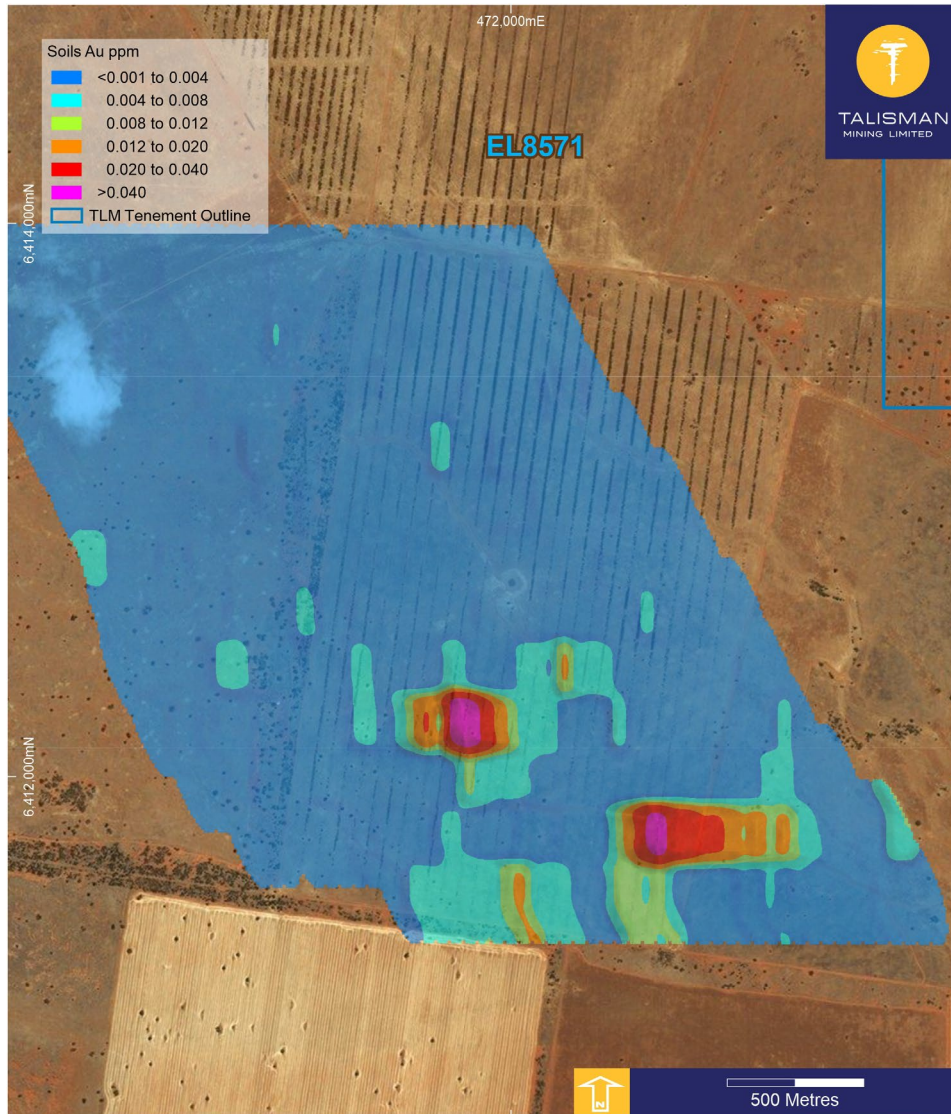 472,000mE
Soils Au ppm
<0.001 to 0.004
0.004 to 0.008
0.008 to 0.012
0.012 to 0.020
0.020 to 0.040
>0.040
TLM Tenement Outline
EL8571
TALISMAN
MINING LIMITED
6,414,000mN
6,412,000mN
N
500 Metres